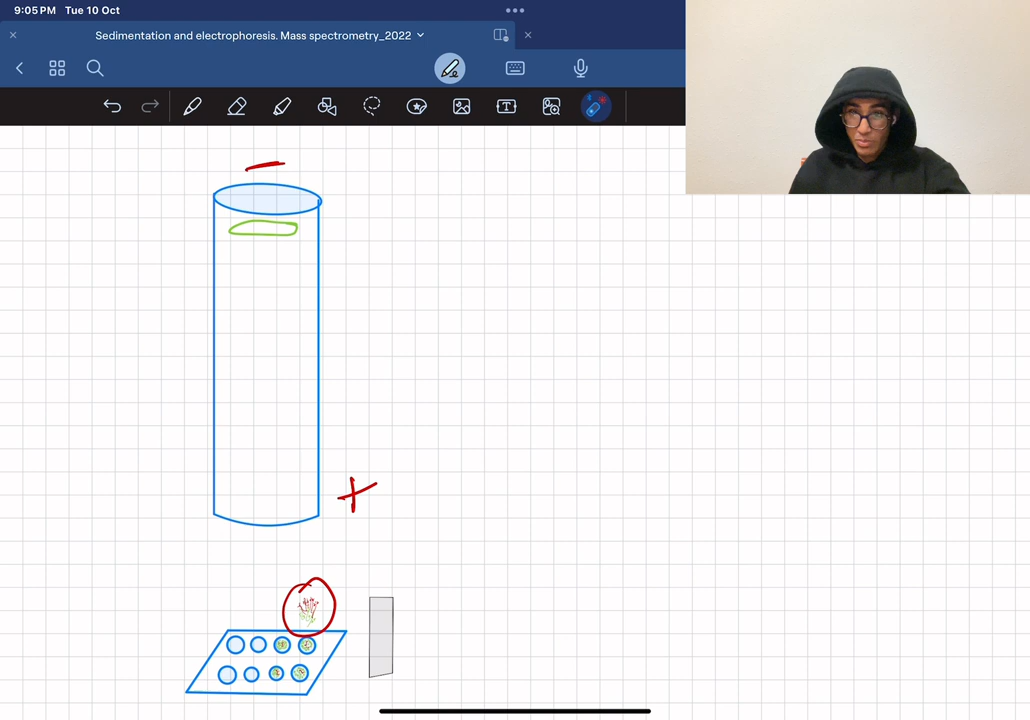 9:05 PM Tue 10 Oct
Sedimentation and electrophoresis. Mass spectrometry_2022
T
−
+